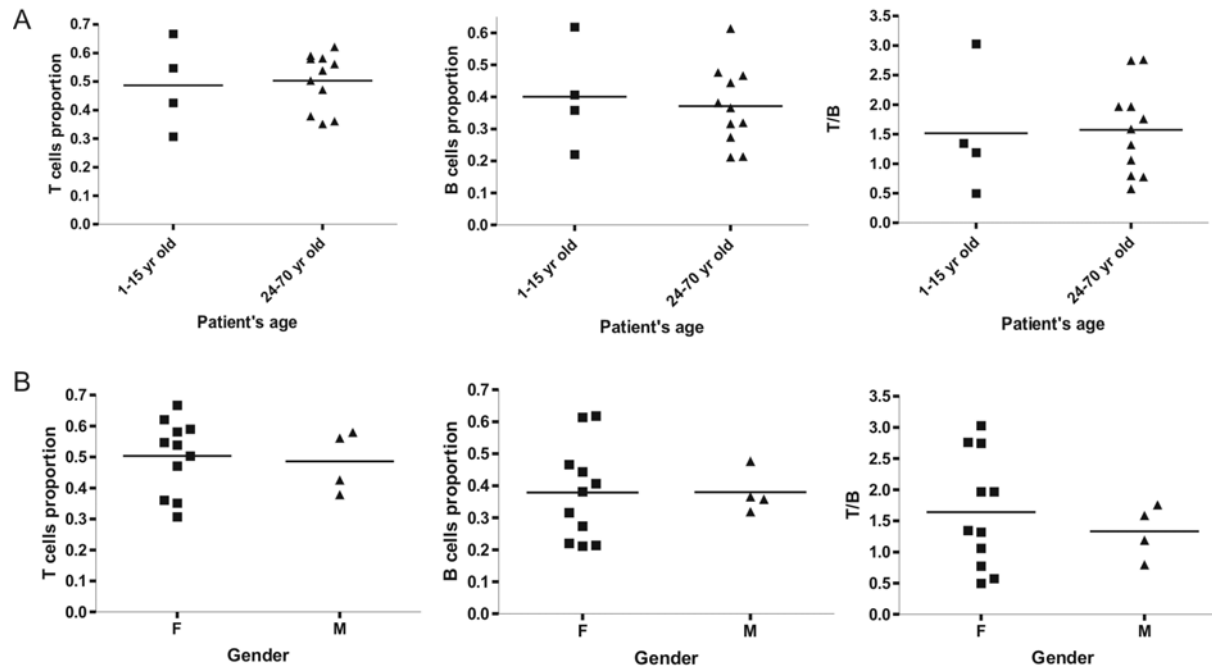 A
T cells proportion
0.7
0.6
0.5
0.4
0.3
0.2
0.1
0.0
1-15 yr old
24-70 yr old
Patient's age
B cells proportion
0.6
0.5
0.4
0.3
0.2
0.1
0.0
1-15 yr old
24-70 yr old
Patient's age
T/B
3.5
3.0
2.5
2.0
1.5
1.0
0.5
0.0
1-15 yr old
24-70 yr old
Patient's age
B
T cells proportion
0.7
0.6
0.5
0.4
0.3
0.2
0.1
0.0
F
M
Gender
B cells proportion
0.7
0.6
0.5
0.4
0.3
0.2
0.1
0.0
F
M
Gender
T/B
3.5
3.0
2.5
2.0
1.5
1.0
0.5
0.0
F
M
Gender